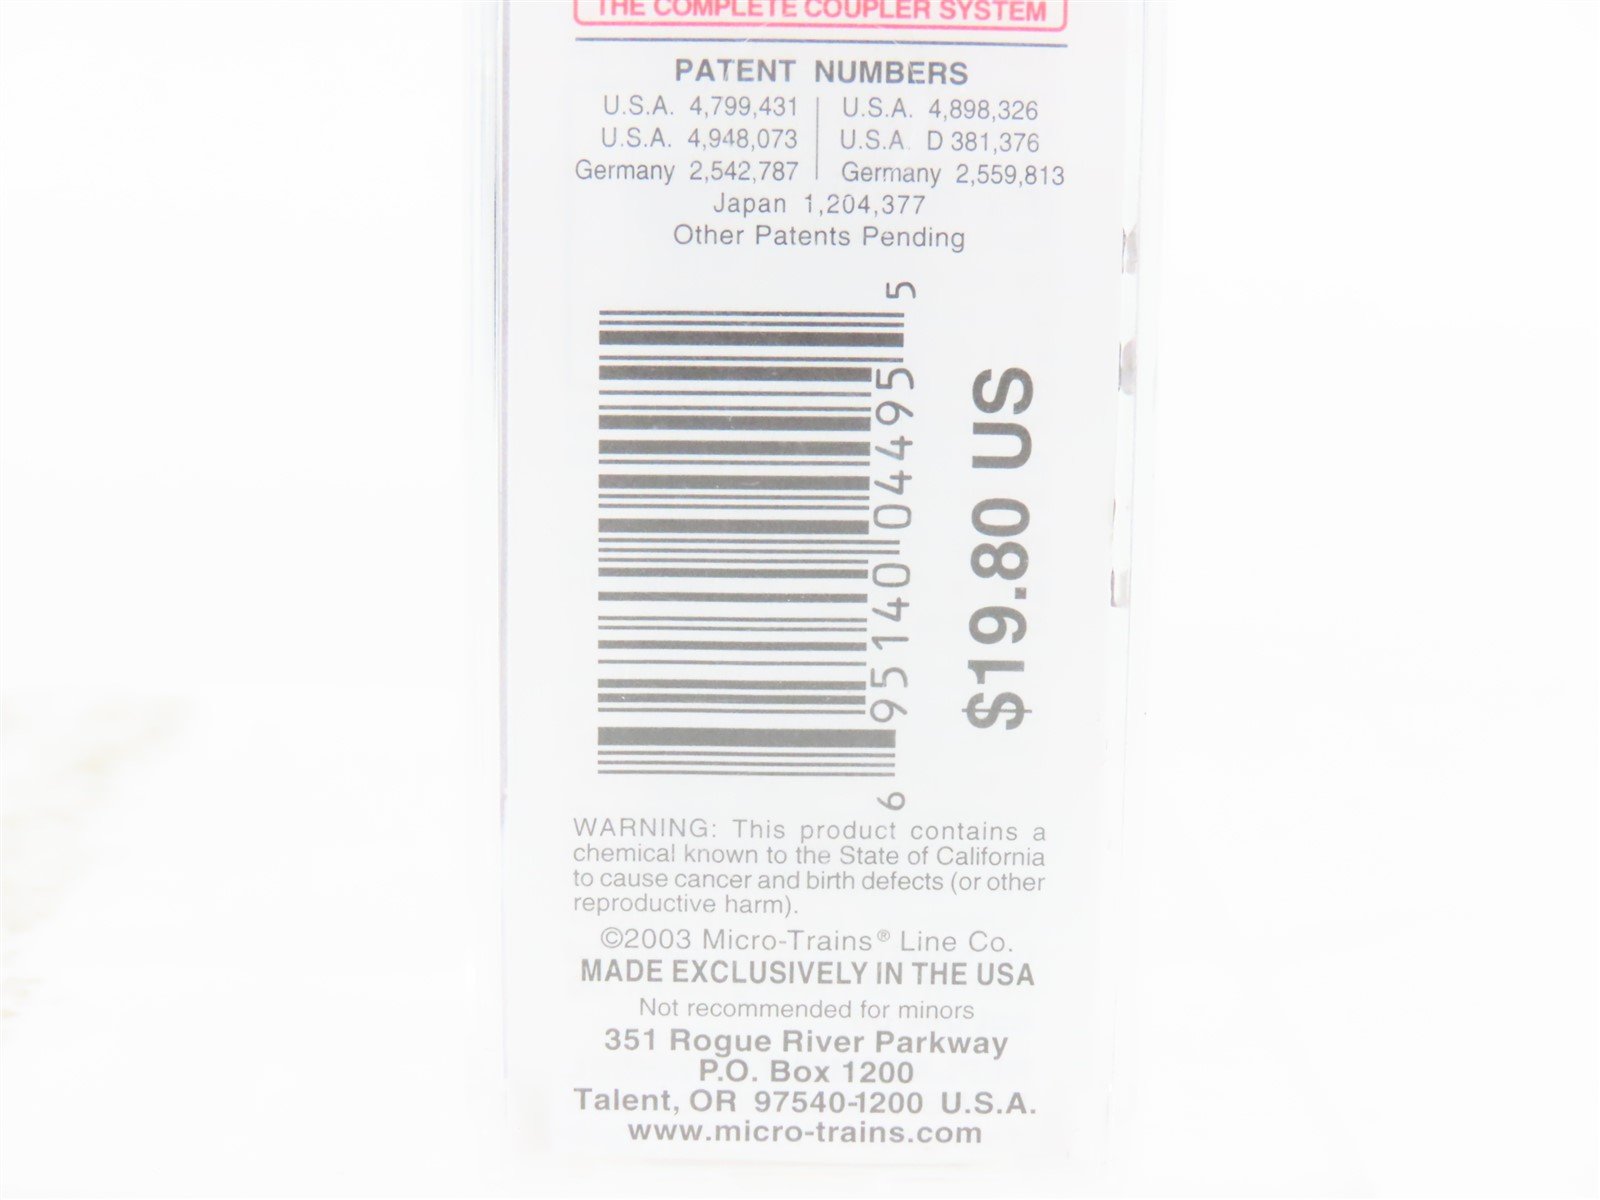 THE COMPLETE COUPLER SYSTEM
PATENT NUMBERS
U.S.A. 4,799,431 U.S.A. 4,898,326
U.S.A. 4,948,073 U.S.A. D 381,376
Germany 2,542,787 Germany 2,559,813
Japan 1,204,377
Other Patents Pending
6 95140 04495 5
$19.80 US
WARNING: This product contains a
chemical known to the State of California
to cause cancer and birth defects (or other
reproductive harm).
©2003 Micro-Trains® Line Co.
MADE EXCLUSIVELY IN THE USA
Not recommended for minors
351 Rogue River Parkway
P.O. Box 1200
Talent, OR 97540-1200 U.S.A.
www.micro-trains.com